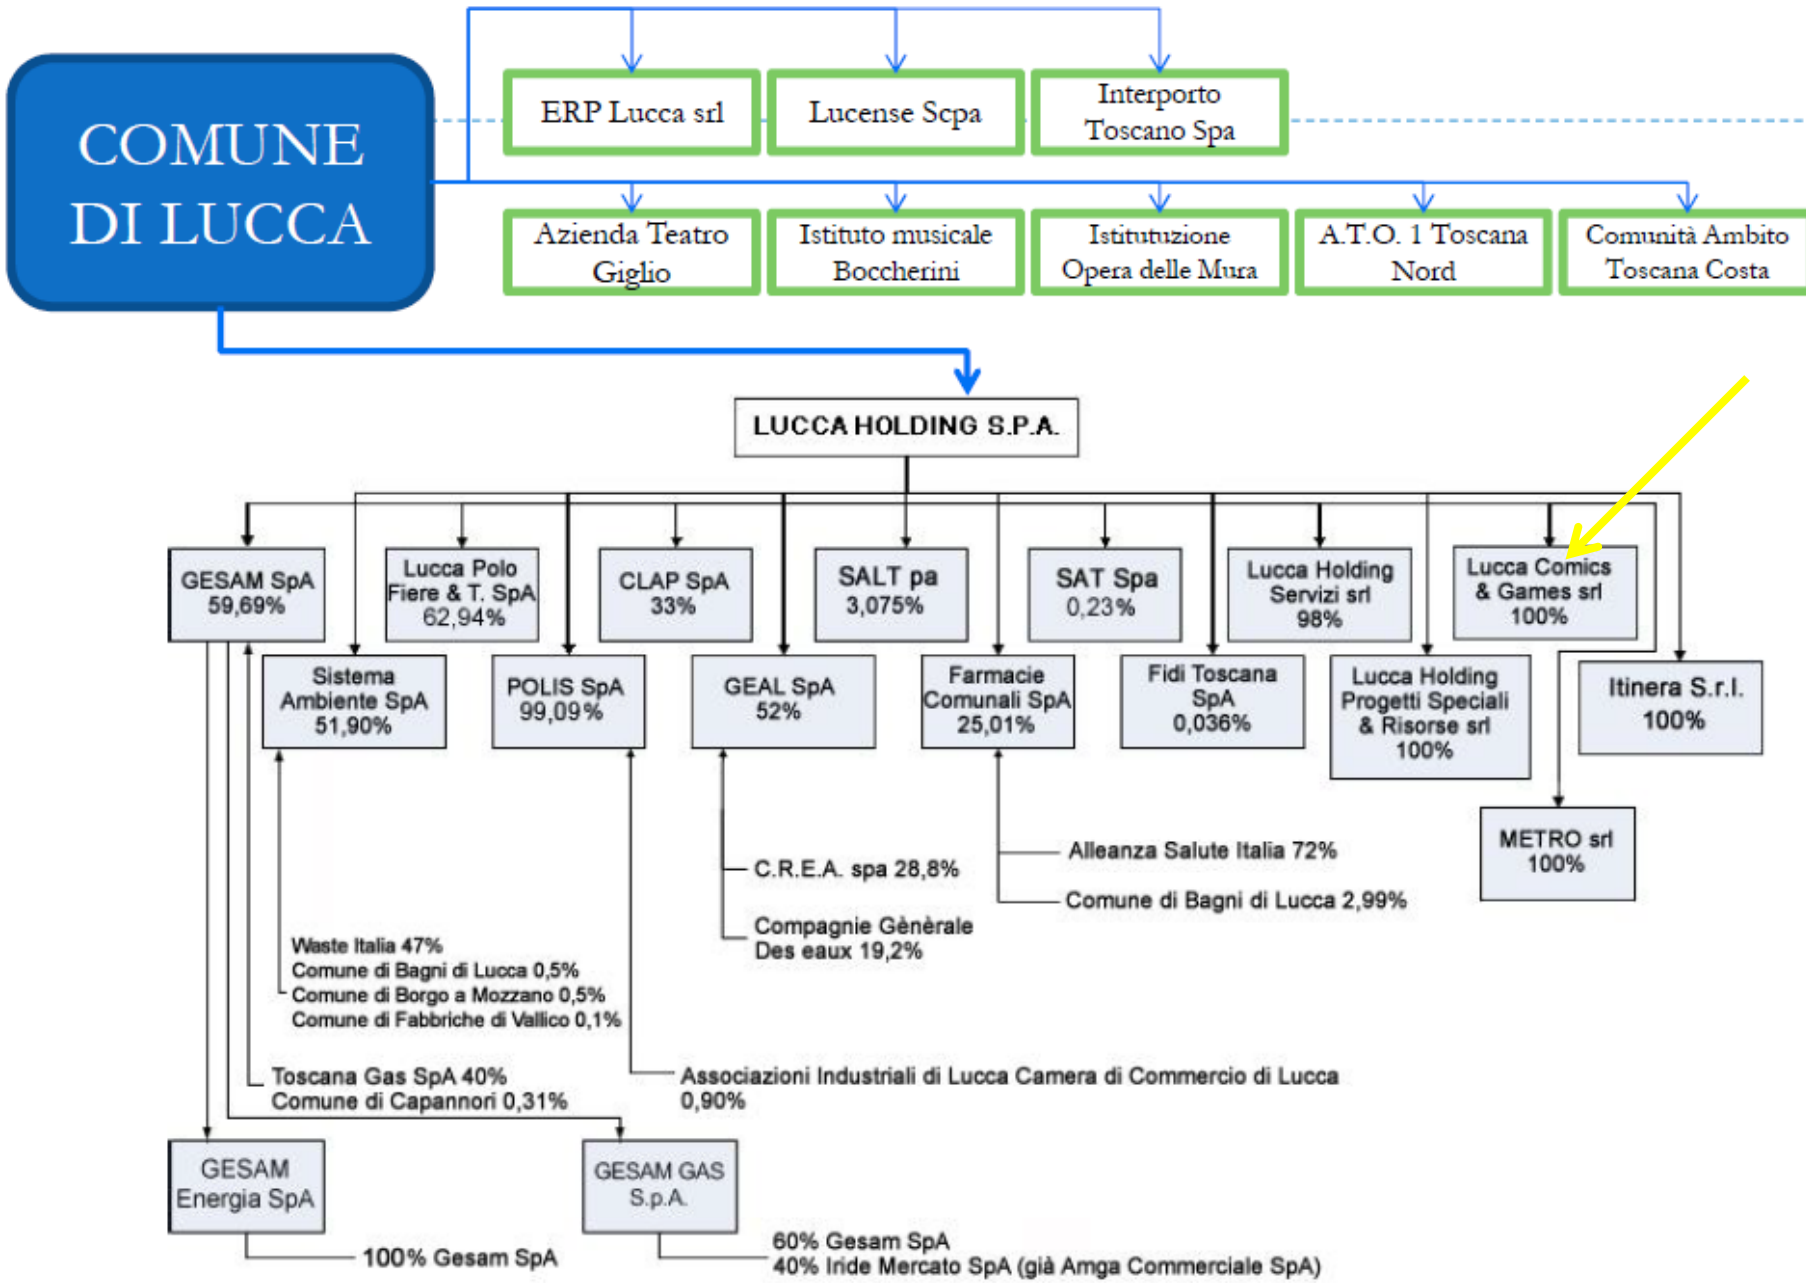 COMUNE
DI LUCCA
ERP Lucca srl
Lucense Scpa
Interporto
Toscano Spa
Azienda Teatro
Giglio
Istituto musicale
Boccherini
Istitutuzione
Opera delle Mura
A.T.O. 1 Toscana
Nord
Comunità Ambito
Toscana Costa
LUCCA HOLDING S.P.A.
GESAM SpA
59,69%
Lucca Polo
Fiere & T. SpA
62,94%
CLAP SpA
33%
SALT pa
3,075%
SAT Spa
0,23%
Lucca Holding
Servizi srl
98%
Lucca Comics
& Games srl
100%
Sistema
Ambiente SpA
51,90%
POLIS SpA
99,09%
GEAL SpA
52%
Farmacie
Comunali SpA
25,01%
Fidi Toscana
SpA
0,036%
Lucca Holding
Progetti Speciali
& Risorse srl
100%
Itinera S.r.l.
100%
METRO srl
100%
Alleanza Salute Italia 72%
Comune di Bagni di Lucca 2,99%
C.R.E.A. spa 28,8%
Compagnie Gènèrale
Des eaux 19,2%
Waste Italia 47%
Comune di Bagni di Lucca 0,5%
Comune di Borgo a Mozzano 0,5%
Comune di Fabbriche di Vallico 0,1%
Toscana Gas SpA 40%
Comune di Capannori 0,31%
Associazioni Industriali di Lucca Camera di Commercio di Lucca
0,90%
GESAM
Energia SpA
GESAM GAS
S.p.A.
100% Gesam SpA
60% Gesam SpA
40% Iride Mercato SpA (già Amga Commerciale SpA)